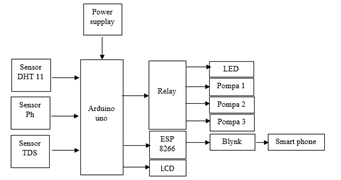 Power
supplay
Sensor
DHT 11
Sensor
Ph
Sensor
TDS
Arduino
uno
Relay
ESP
8266
LCD
LED
Pompa 1
Pompa 2
Pompa 3
Blynk
Smart phone